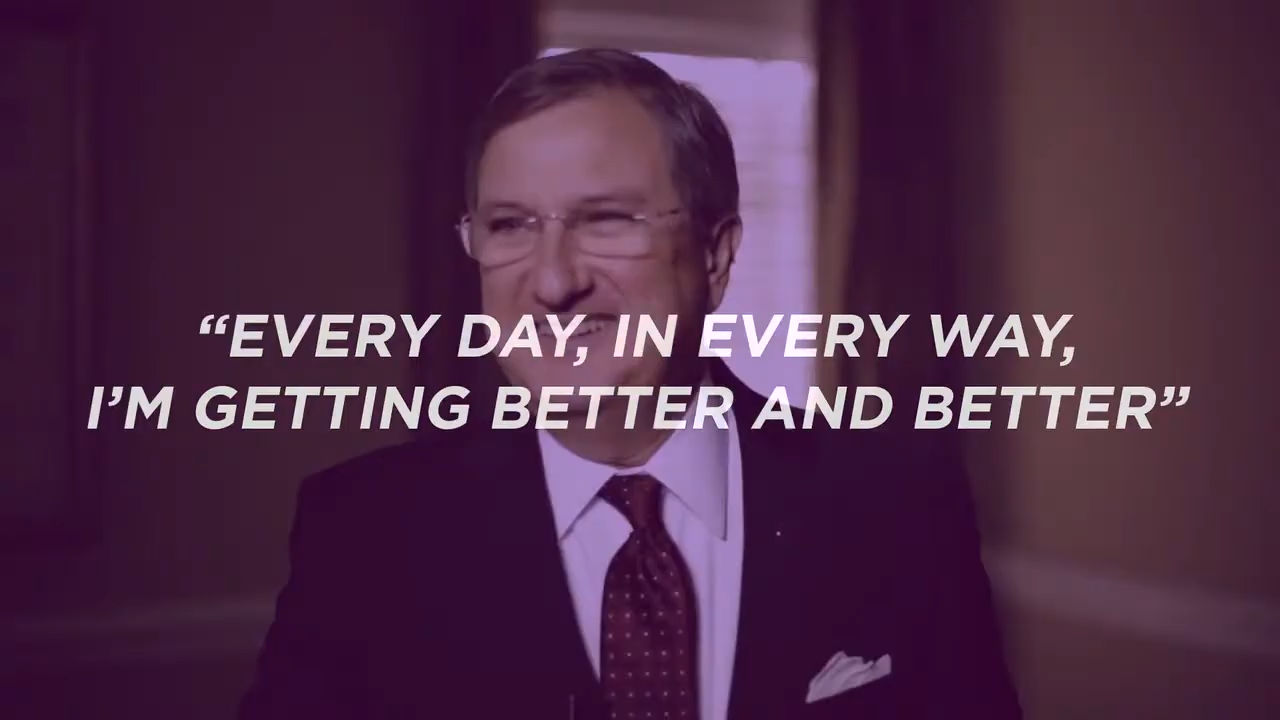 “EVERY DAY, IN EVERY WAY,
I’M GETTING BETTER AND BETTER”